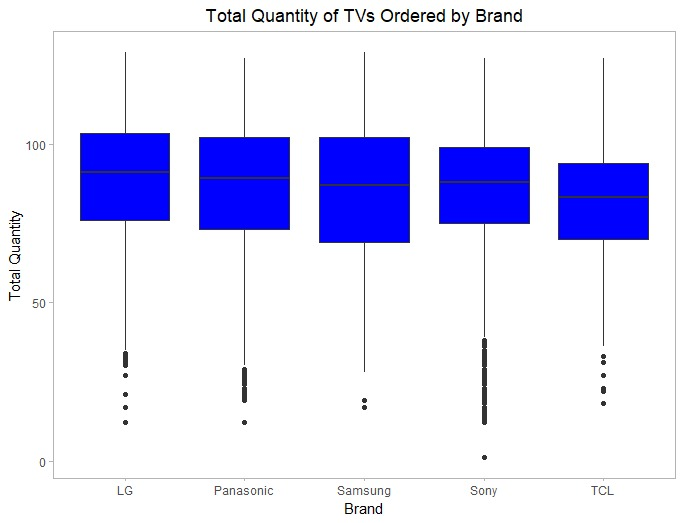 Total Quantity of TVs Ordered by Brand
Total Quantity
100
50
0
LG Panasonic Samsung Sony TCL
Brand